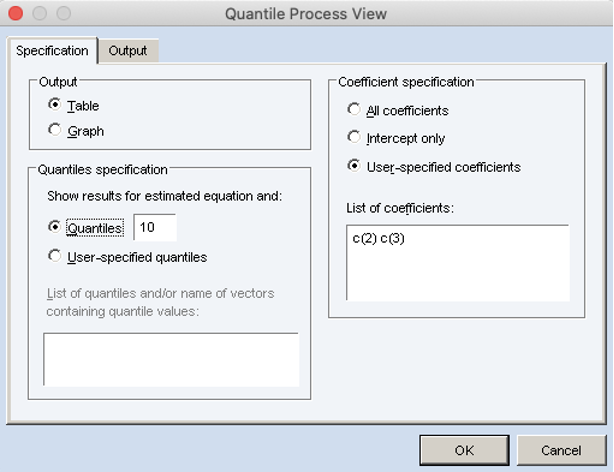 Quantile Process View
Specification
Output
Output
Table
Graph
Quantiles specification
Show results for estimated equation and:
Quantiles 10
User-specified quantiles
List of quantiles and/or name of vectors
containing quantile values:
Coefficient specification
All coefficients
Intercept only
User-specified coefficients
List of coefficients:
c(2) c(3)
OK
Cancel